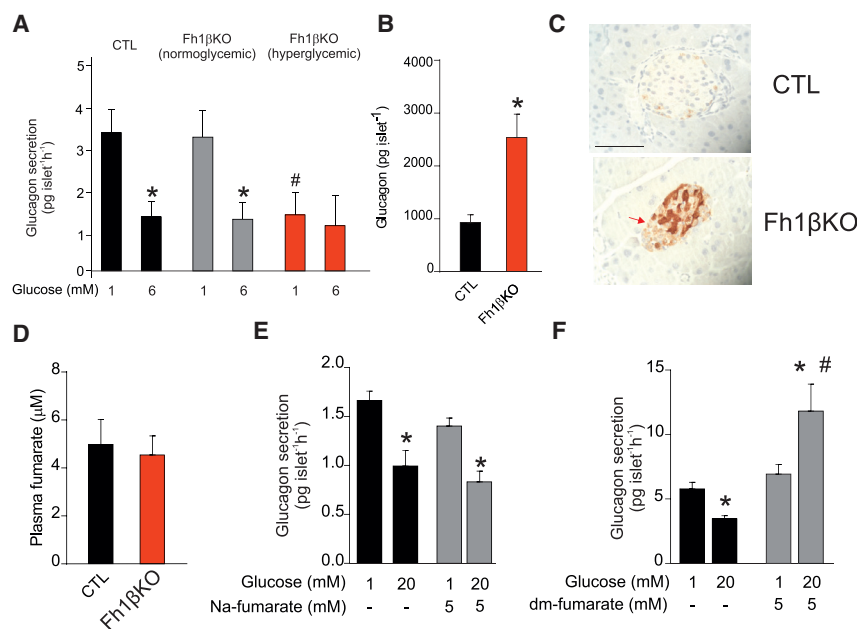 A
CTL
Fh1βKO
(normoglycemic)
Fh1βKO
(hyperglycemic)
Glucagon secretion
(pg islet⁻¹h⁻¹)
5
4
3
2
1
0
*
*
#
Glucose (mM)
1
6
1
6
1
6
B
Glucagon (pg islet⁻¹)
4000
3000
2000
1000
0
*
CTL
Fh1βKO
C
CTL
Fh1βKO
D
Plasma fumarate (μM)
8
6
4
2
0
CTL
Fh1βKO
E
Glucagon secretion
(pg islet⁻¹h⁻¹)
2.0
1.5
1.0
0.5
0.0
*
*
Glucose (mM) 1 20 1 20
Na-fumarate (mM) - - 5 5
F
Glucagon secretion
(pg islet⁻¹h⁻¹)
15
10
5
0
*
* #
Glucose (mM) 1 20 1 20
dm-fumarate (mM) - - 5 5